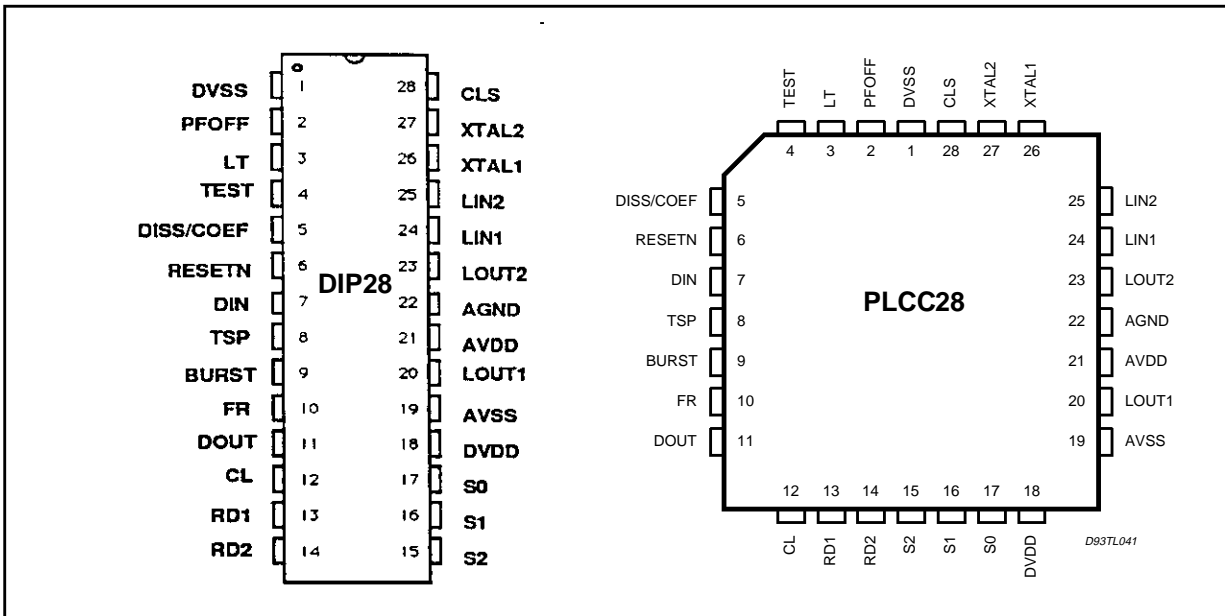 DVSS 1 28 CLS
PFOFF 2 27 XTAL2
LT 3 26 XTAL1
TEST 4 25 LIN2
DISS/COEF 5 24 LIN1
RESETN 6 23 LOUT2
DIP28
DIN 7 22 AGND
TSP 8 21 AVDD
BURST 9 20 LOUT1
FR 10 19 AVSS
DOUT 11 18 DVDD
CL 12 17 S0
RD1 13 16 S1
RD2 14 15 S2
TEST LT PFOFF DVSS CLS XTAL2 XTAL1
4 3 2 1 28 27 26
DISS/COEF 5 25 LIN2
RESETN 6 24 LIN1
DIN 7 23 LOUT2
PLCC28
TSP 8 22 AGND
BURST 9 21 AVDD
FR 10 20 LOUT1
DOUT 11 19 AVSS
12 13 14 15 16 17 18
CL RD1 RD2 S2 S1 S0 DVDD
D93TL041